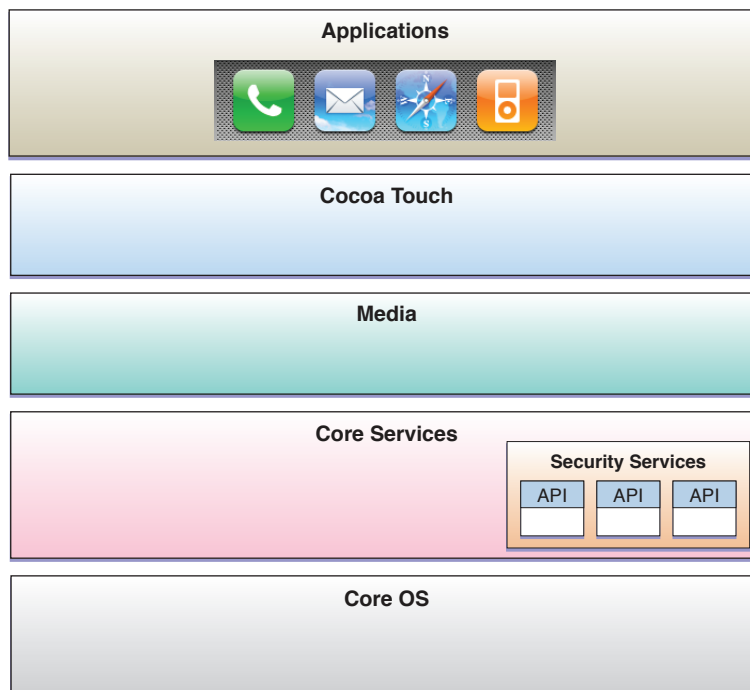 Applications
N
S
Cocoa Touch
Media
Core Services
Security Services
API API API
Core OS